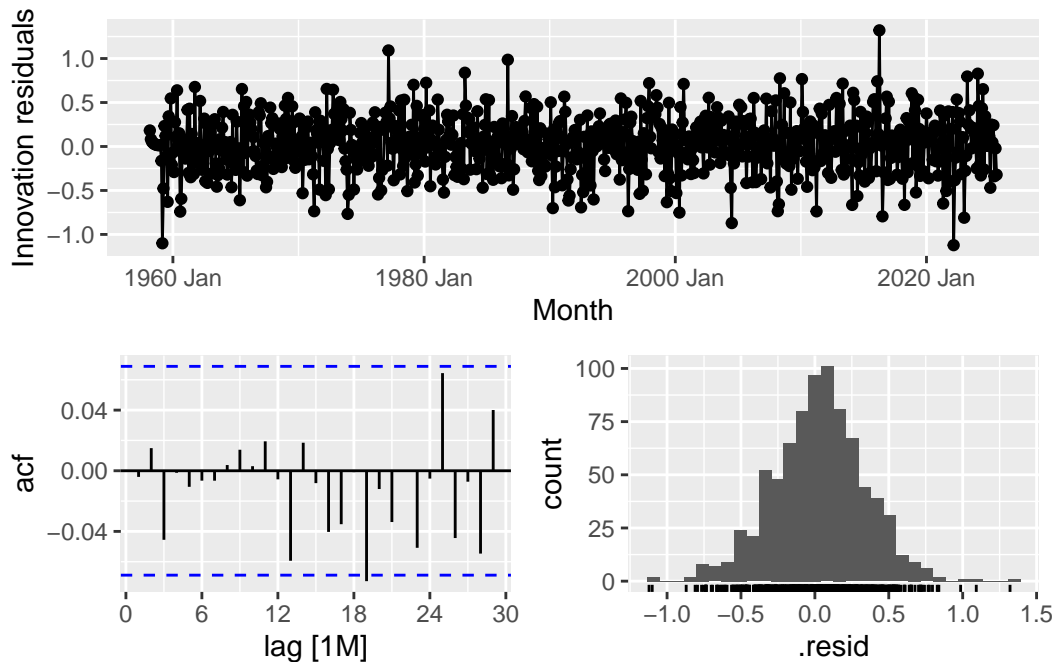 Innovation residuals
1.0
0.5
0.0
−0.5
−1.0
1960 Jan 1980 Jan 2000 Jan 2020 Jan
Month
acf
0.04
0.00
−0.04
0 6 12 18 24 30
lag [1M]
count
100
75
50
25
0
−1.0 −0.5 0.0 0.5 1.0 1.5
.resid